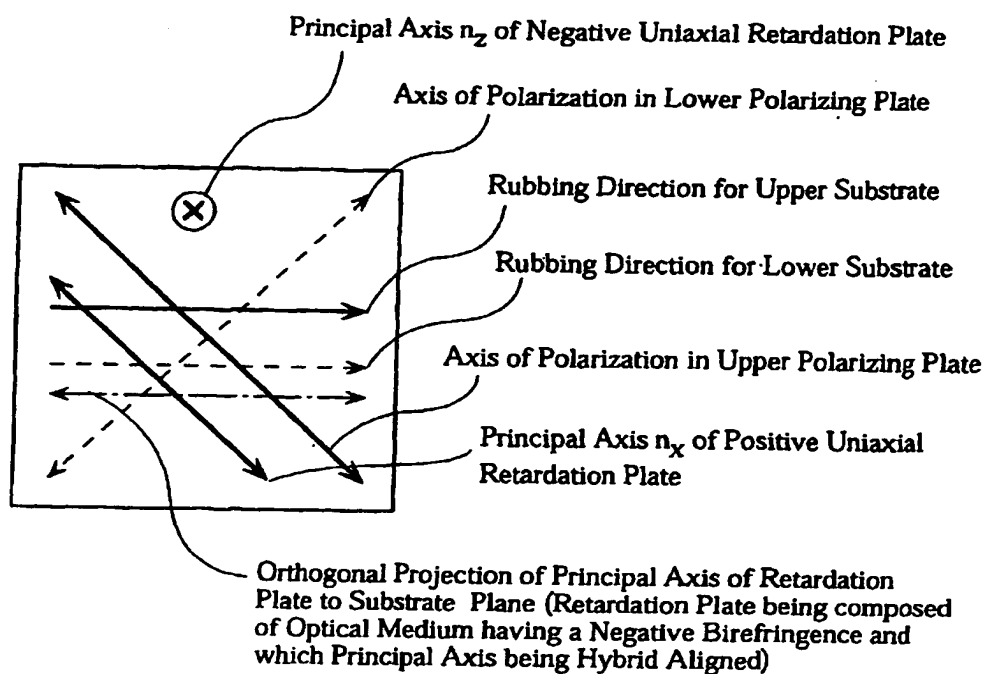 Principal Axis nz of Negative Uniaxial Retardation Plate
Axis of Polarization in Lower Polarizing Plate
Rubbing Direction for Upper Substrate
Rubbing Direction for Lower Substrate
Axis of Polarization in Upper Polarizing Plate
Principal Axis nx of Positive Uniaxial
Retardation Plate
Orthogonal Projection of Principal Axis of Retardation
Plate to Substrate Plane (Retardation Plate being composed
of Optical Medium having a Negative Birefringence and
which Principal Axis being Hybrid Aligned)